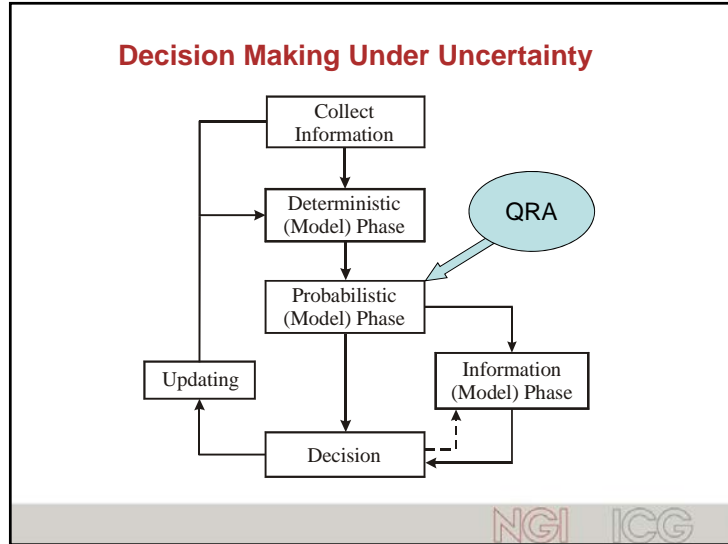 Decision Making Under Uncertainty
Collect
Information
Deterministic
(Model) Phase
QRA
Probabilistic
(Model) Phase
Updating
Information
(Model) Phase
Decision
NGI ICG